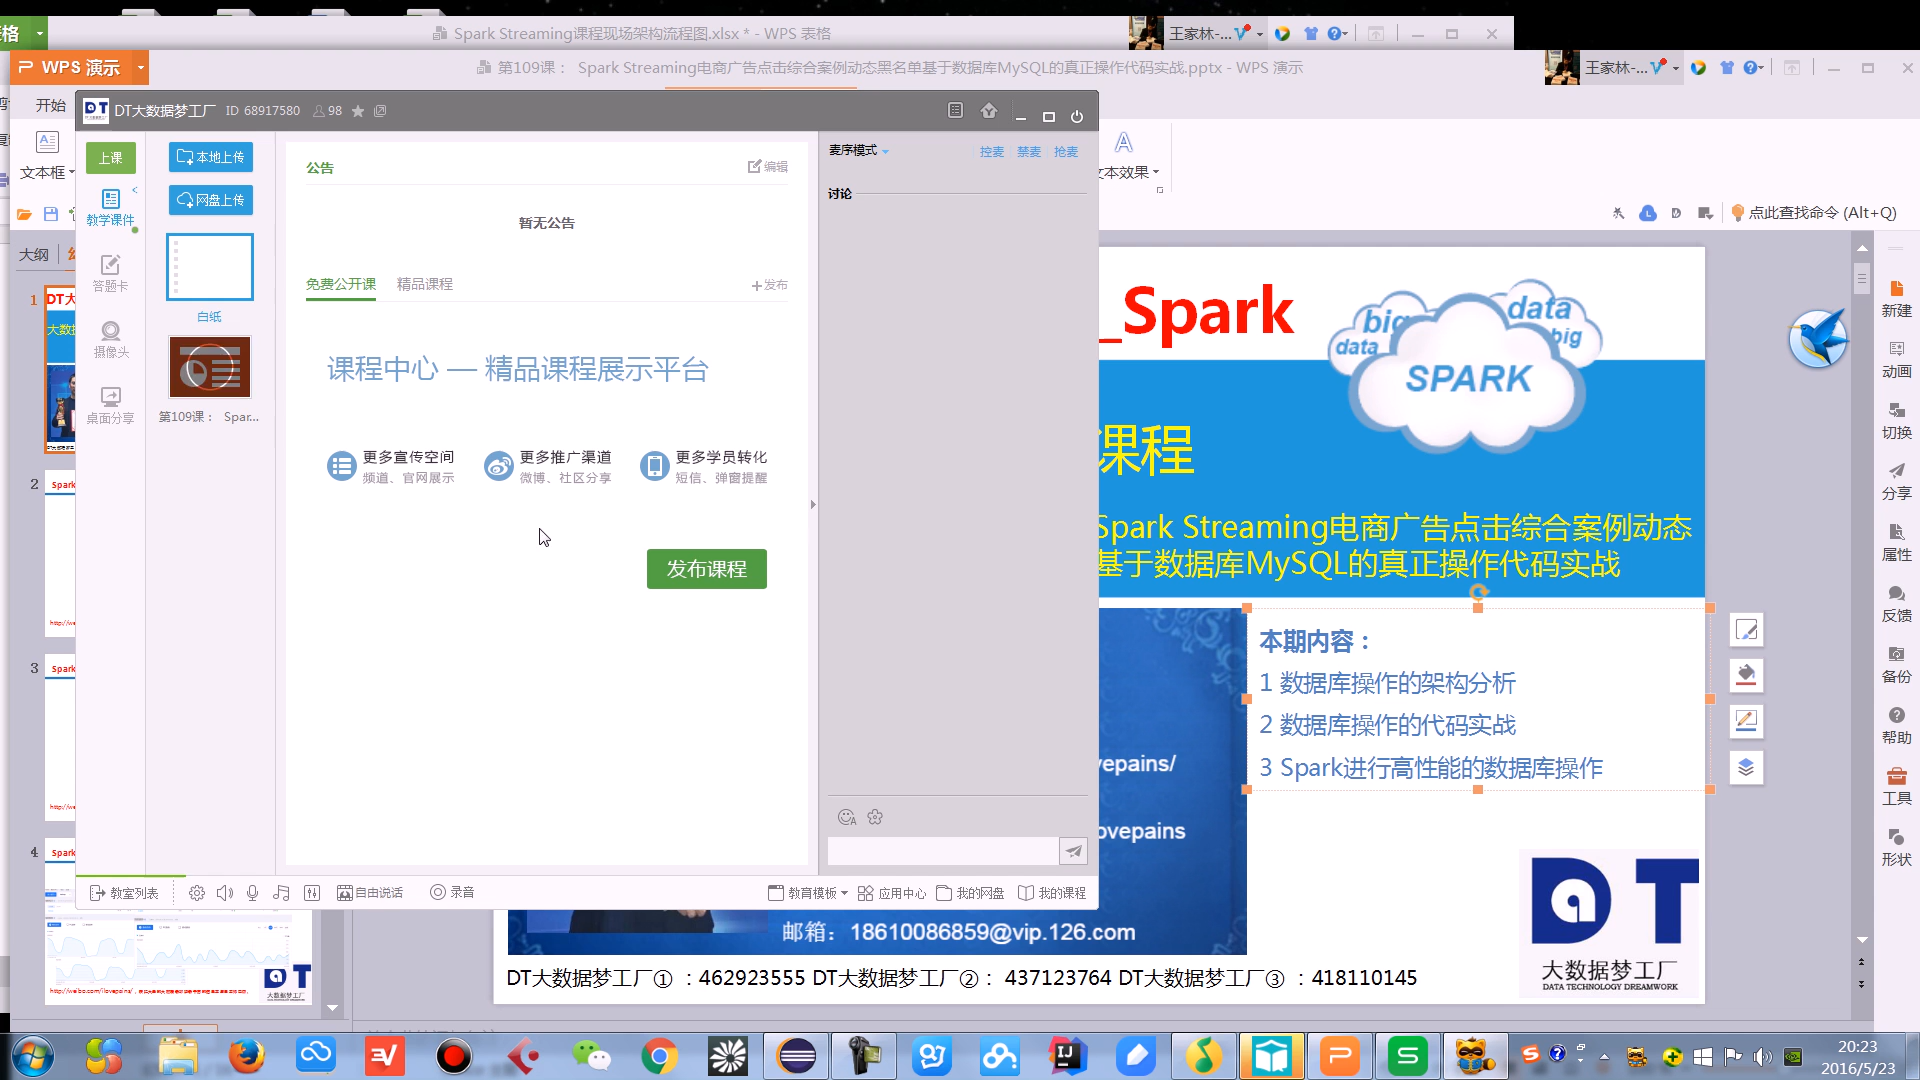 格
Spark Streaming课程现场架构流程图.xlsx * - WPS 表格
王家林-...
WPS 演示
第109课： Spark Streaming电商广告点击综合案例动态黑名单基于数据库MySQL的真正操作代码实战.pptx - WPS 演示
王家林-...
开始
DT大数据梦工厂 ID 68917580 98
文本框
文本效果
点此查找命令 (Alt+Q)
大纲
上课
教学课件
答题卡
摄像头
桌面分享
本地上传
网盘上传
白纸
第109课： Spar...
公告
编辑
暂无公告
免费公开课
精品课程
+发布
课程中心 — 精品课程展示平台
更多宣传空间
频道、官网展示
更多推广渠道
微博、社区分享
更多学员转化
短信、弹窗提醒
发布课程
麦序模式
控麦
禁麦
抢麦
讨论
教室列表
自由说话
录音
教育模板
应用中心
我的网盘
我的课程
1
DT大
大数据
2
Spark
3
Spark
4
Spark
_Spark
big
data
data
big
SPARK
课程
Spark Streaming电商广告点击综合案例动态
基于数据库MySQL的真正操作代码实战
本期内容：
1 数据库操作的架构分析
2 数据库操作的代码实战
3 Spark进行高性能的数据库操作
vepains/
ovepains
邮箱：18610086859@vip.126.com
DT大数据梦工厂① ：462923555 DT大数据梦工厂②： 437123764 DT大数据梦工厂③ ：418110145
DT
大数据梦工厂
DATA TECHNOLOGY DREAMWORK
新建
动画
切换
分享
属性
反馈
备份
帮助
工具
形状
20:23
2016/5/23